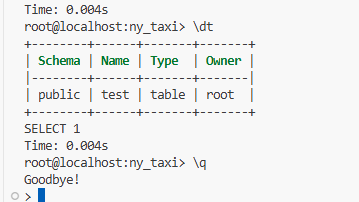 Time: 0.004s
root@localhost:ny_taxi> \dt
+--------+------+-------+-------+
| Schema | Name | Type  | Owner |
|--------+------+-------+-------|
| public | test | table | root  |
+--------+------+-------+-------+
SELECT 1
Time: 0.004s
root@localhost:ny_taxi> \q
Goodbye!
>